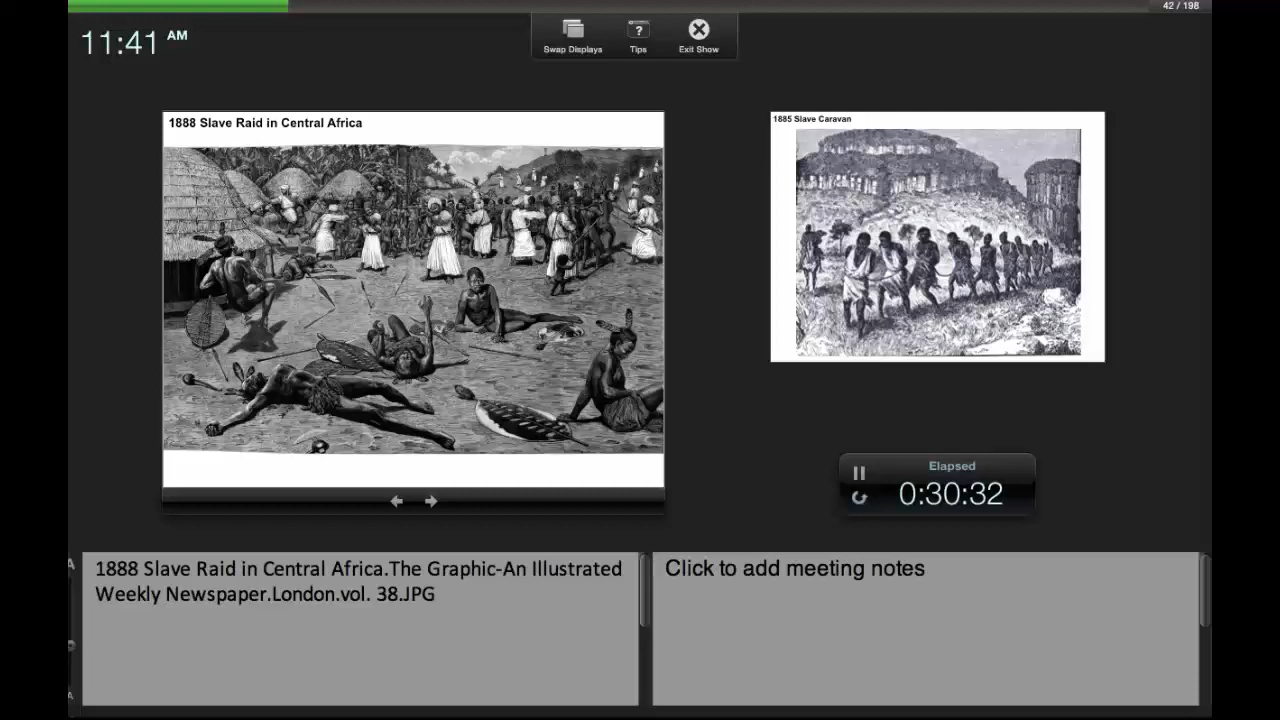 42 / 198
11:41 AM
Swap Displays
Tips
Exit Show
1888 Slave Raid in Central Africa
1885 Slave Caravan
Elapsed
0:30:32
A
1888 Slave Raid in Central Africa.The Graphic-An Illustrated
Weekly Newspaper.London.vol. 38.JPG
A
Click to add meeting notes